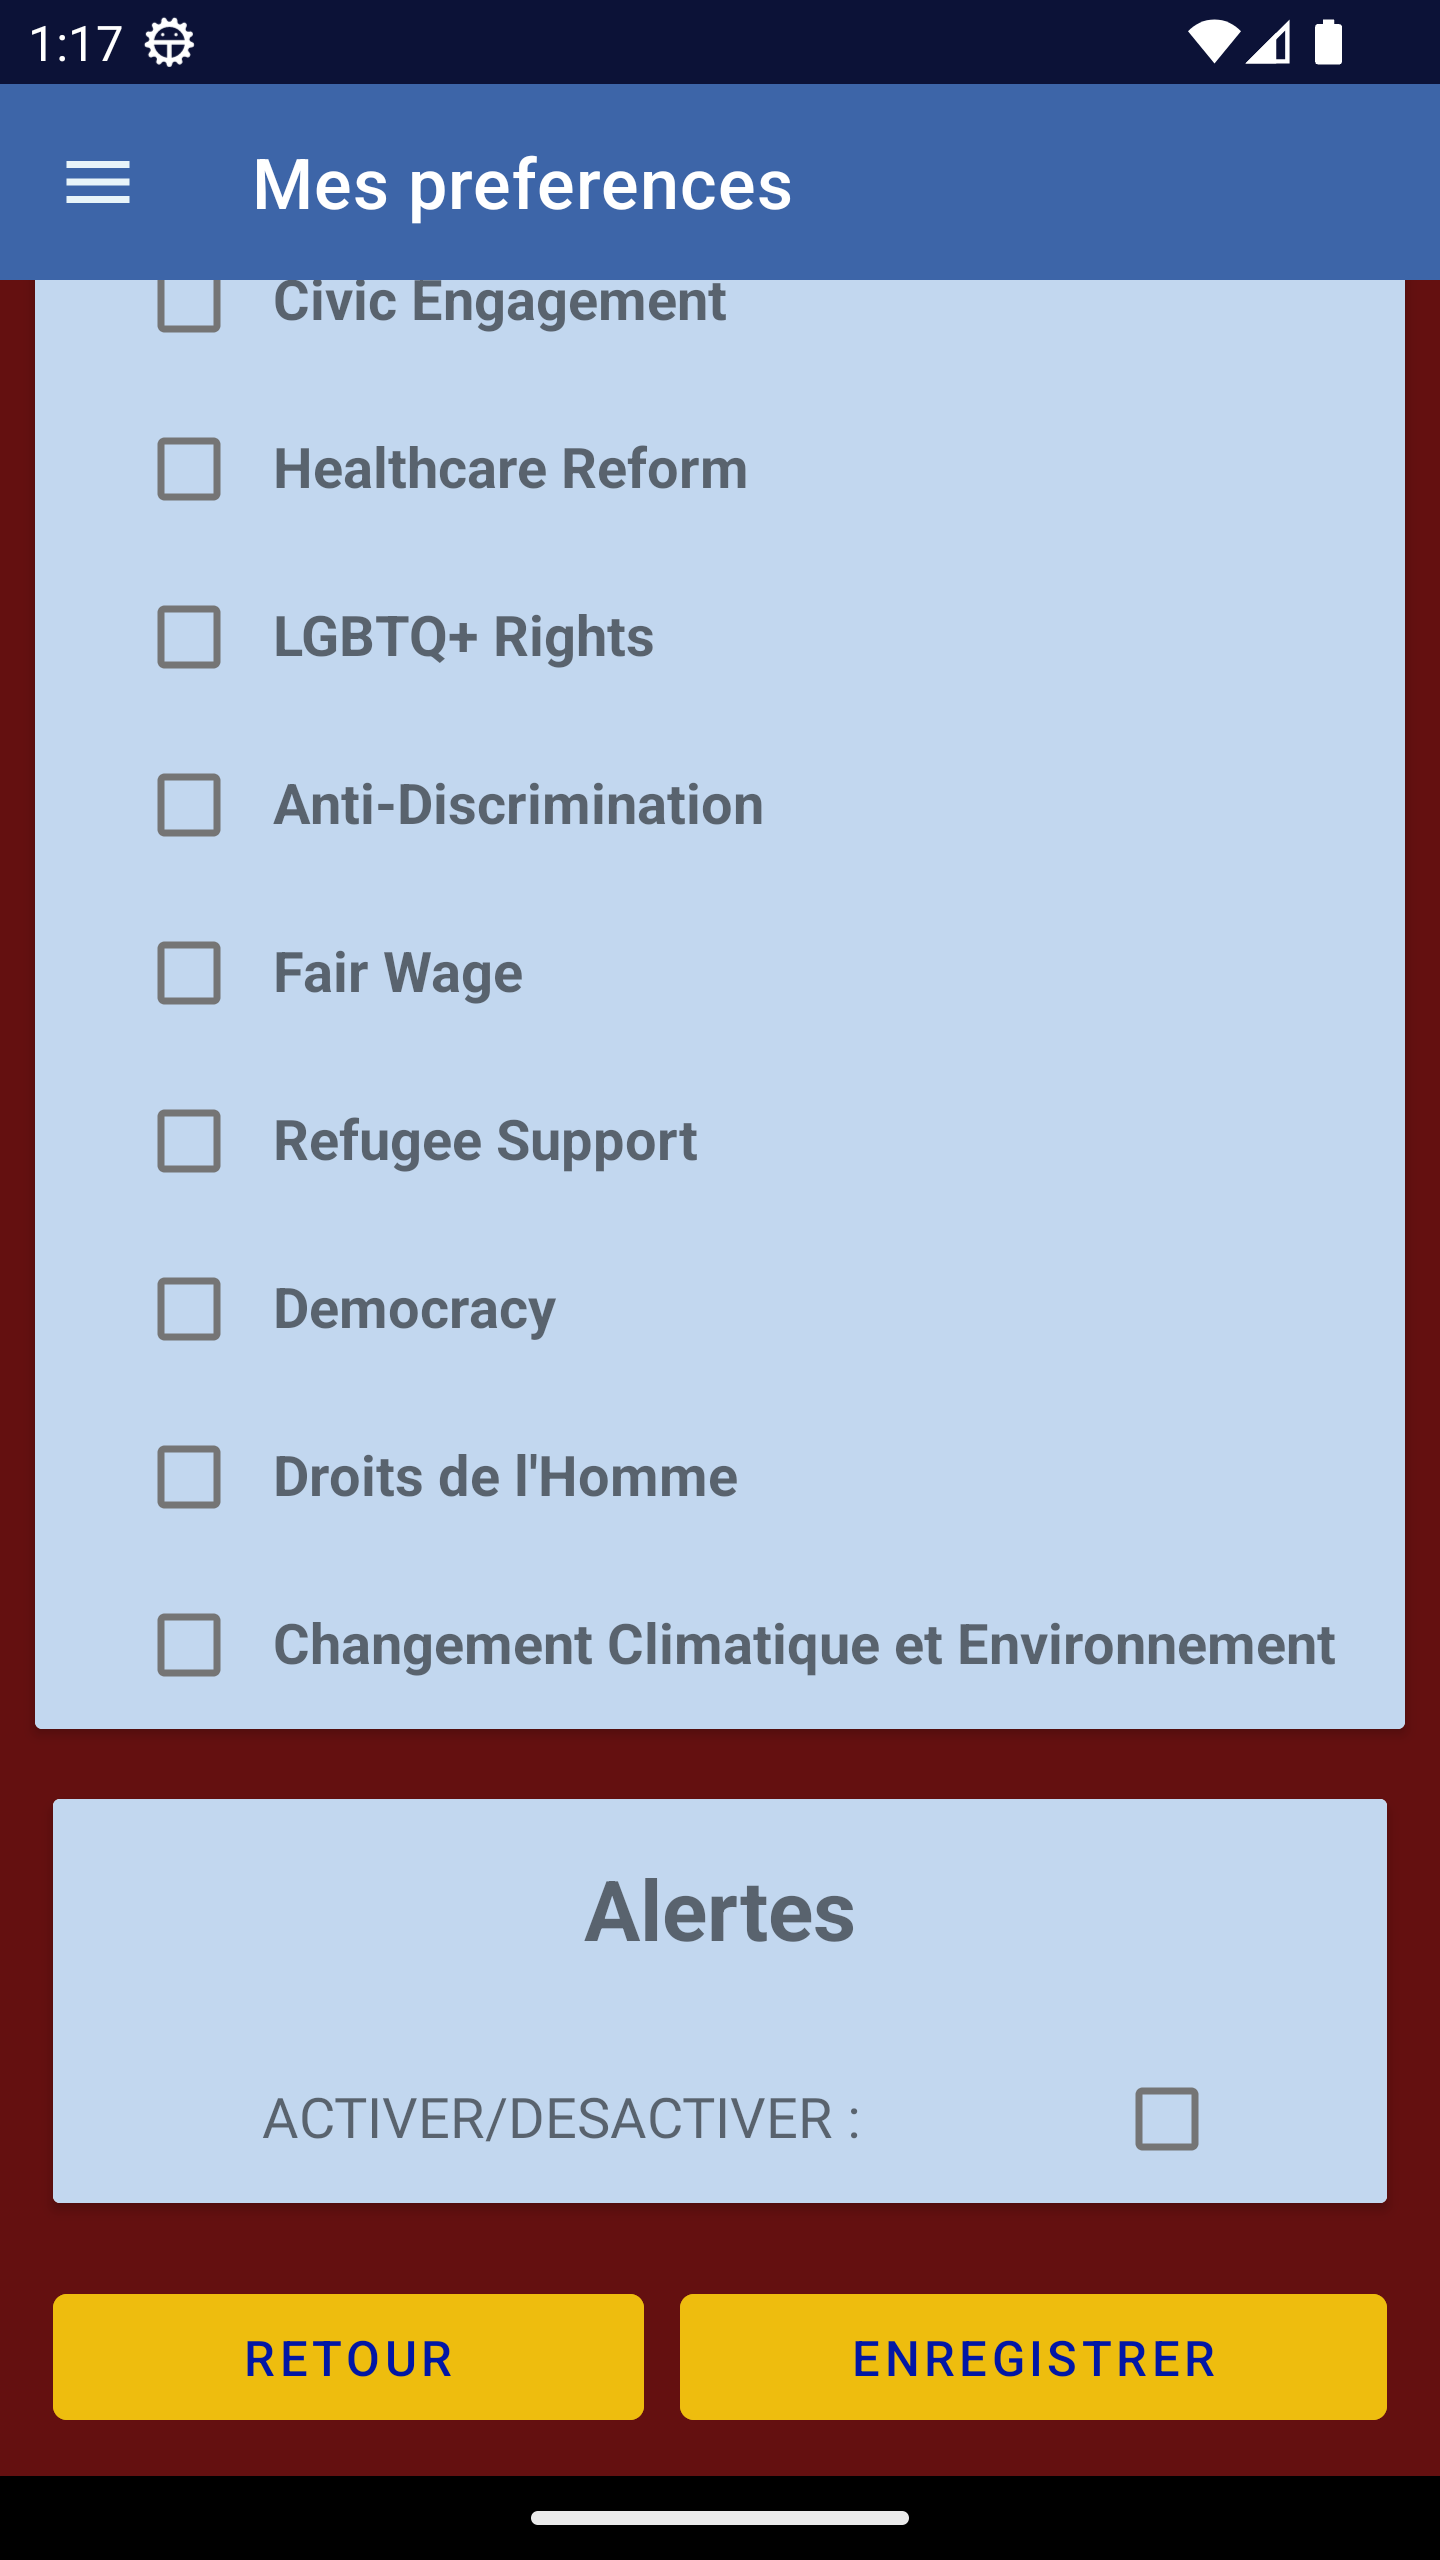 1:17
Mes preferences
Civic Engagement
Healthcare Reform
LGBTQ+ Rights
Anti-Discrimination
Fair Wage
Refugee Support
Democracy
Droits de l'Homme
Changement Climatique et Environnement
Alertes
ACTIVER/DESACTIVER :
RETOUR
ENREGISTRER